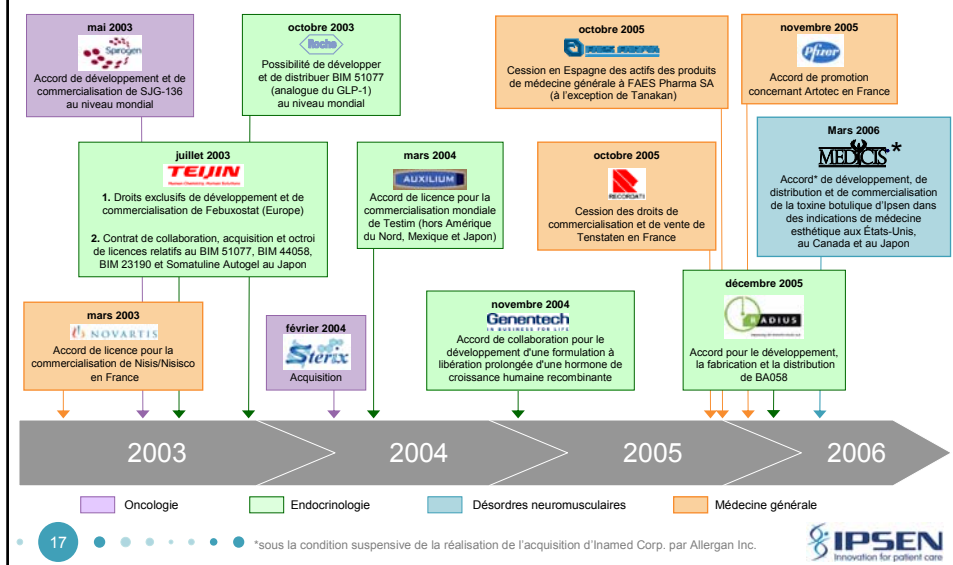 mai 2003
Spirogen
Accord de développement et de
commercialisation de SJG-136
au niveau mondial
octobre 2003
Roche
Possibilité de développer
et de distribuer BIM 51077
(analogue du GLP-1)
au niveau mondial
octobre 2005
Cession en Espagne des actifs des produits
de médecine générale à FAES Pharma SA
(à l'exception de Tanakan)
novembre 2005
Pfizer
Accord de promotion
concernant Artotec en France
juillet 2003
TEIJIN
Human Chemistry, Human Solutions
1. Droits exclusifs de développement et de
commercialisation de Febuxostat (Europe)
2. Contrat de collaboration, acquisition et octroi
de licences relatifs au BIM 51077, BIM 44058,
BIM 23190 et Somatuline Autogel au Japon
mars 2004
AUXILIUM
Accord de licence pour la
commercialisation mondiale
de Testim (hors Amérique
du Nord, Mexique et Japon)
octobre 2005
RECORDATI
Cession des droits de
commercialisation et de vente de
Tenstaten en France
Mars 2006
MEDICIS*
Accord* de développement, de
distribution et de commercialisation
de la toxine botulique d'Ipsen dans
des indications de médecine
esthétique aux États-Unis,
au Canada et au Japon
mars 2003
NOVARTIS
Accord de licence pour la
commercialisation de Nisis/Nisisco
en France
février 2004
Sterix
Acquisition
novembre 2004
Genentech
IN BUSINESS FOR LIFE
Accord de collaboration pour le
développement d'une formulation à
libération prolongée d'une hormone de
croissance humaine recombinante
décembre 2005
RADIUS
Accord pour le développement,
la fabrication et la distribution
de BA058
2003 2004 2005 2006
Oncologie Endocrinologie Désordres neuromusculaires Médecine générale
17 *sous la condition suspensive de la réalisation de l'acquisition d'Inamed Corp. par Allergan Inc.
IPSEN
Innovation for patient care